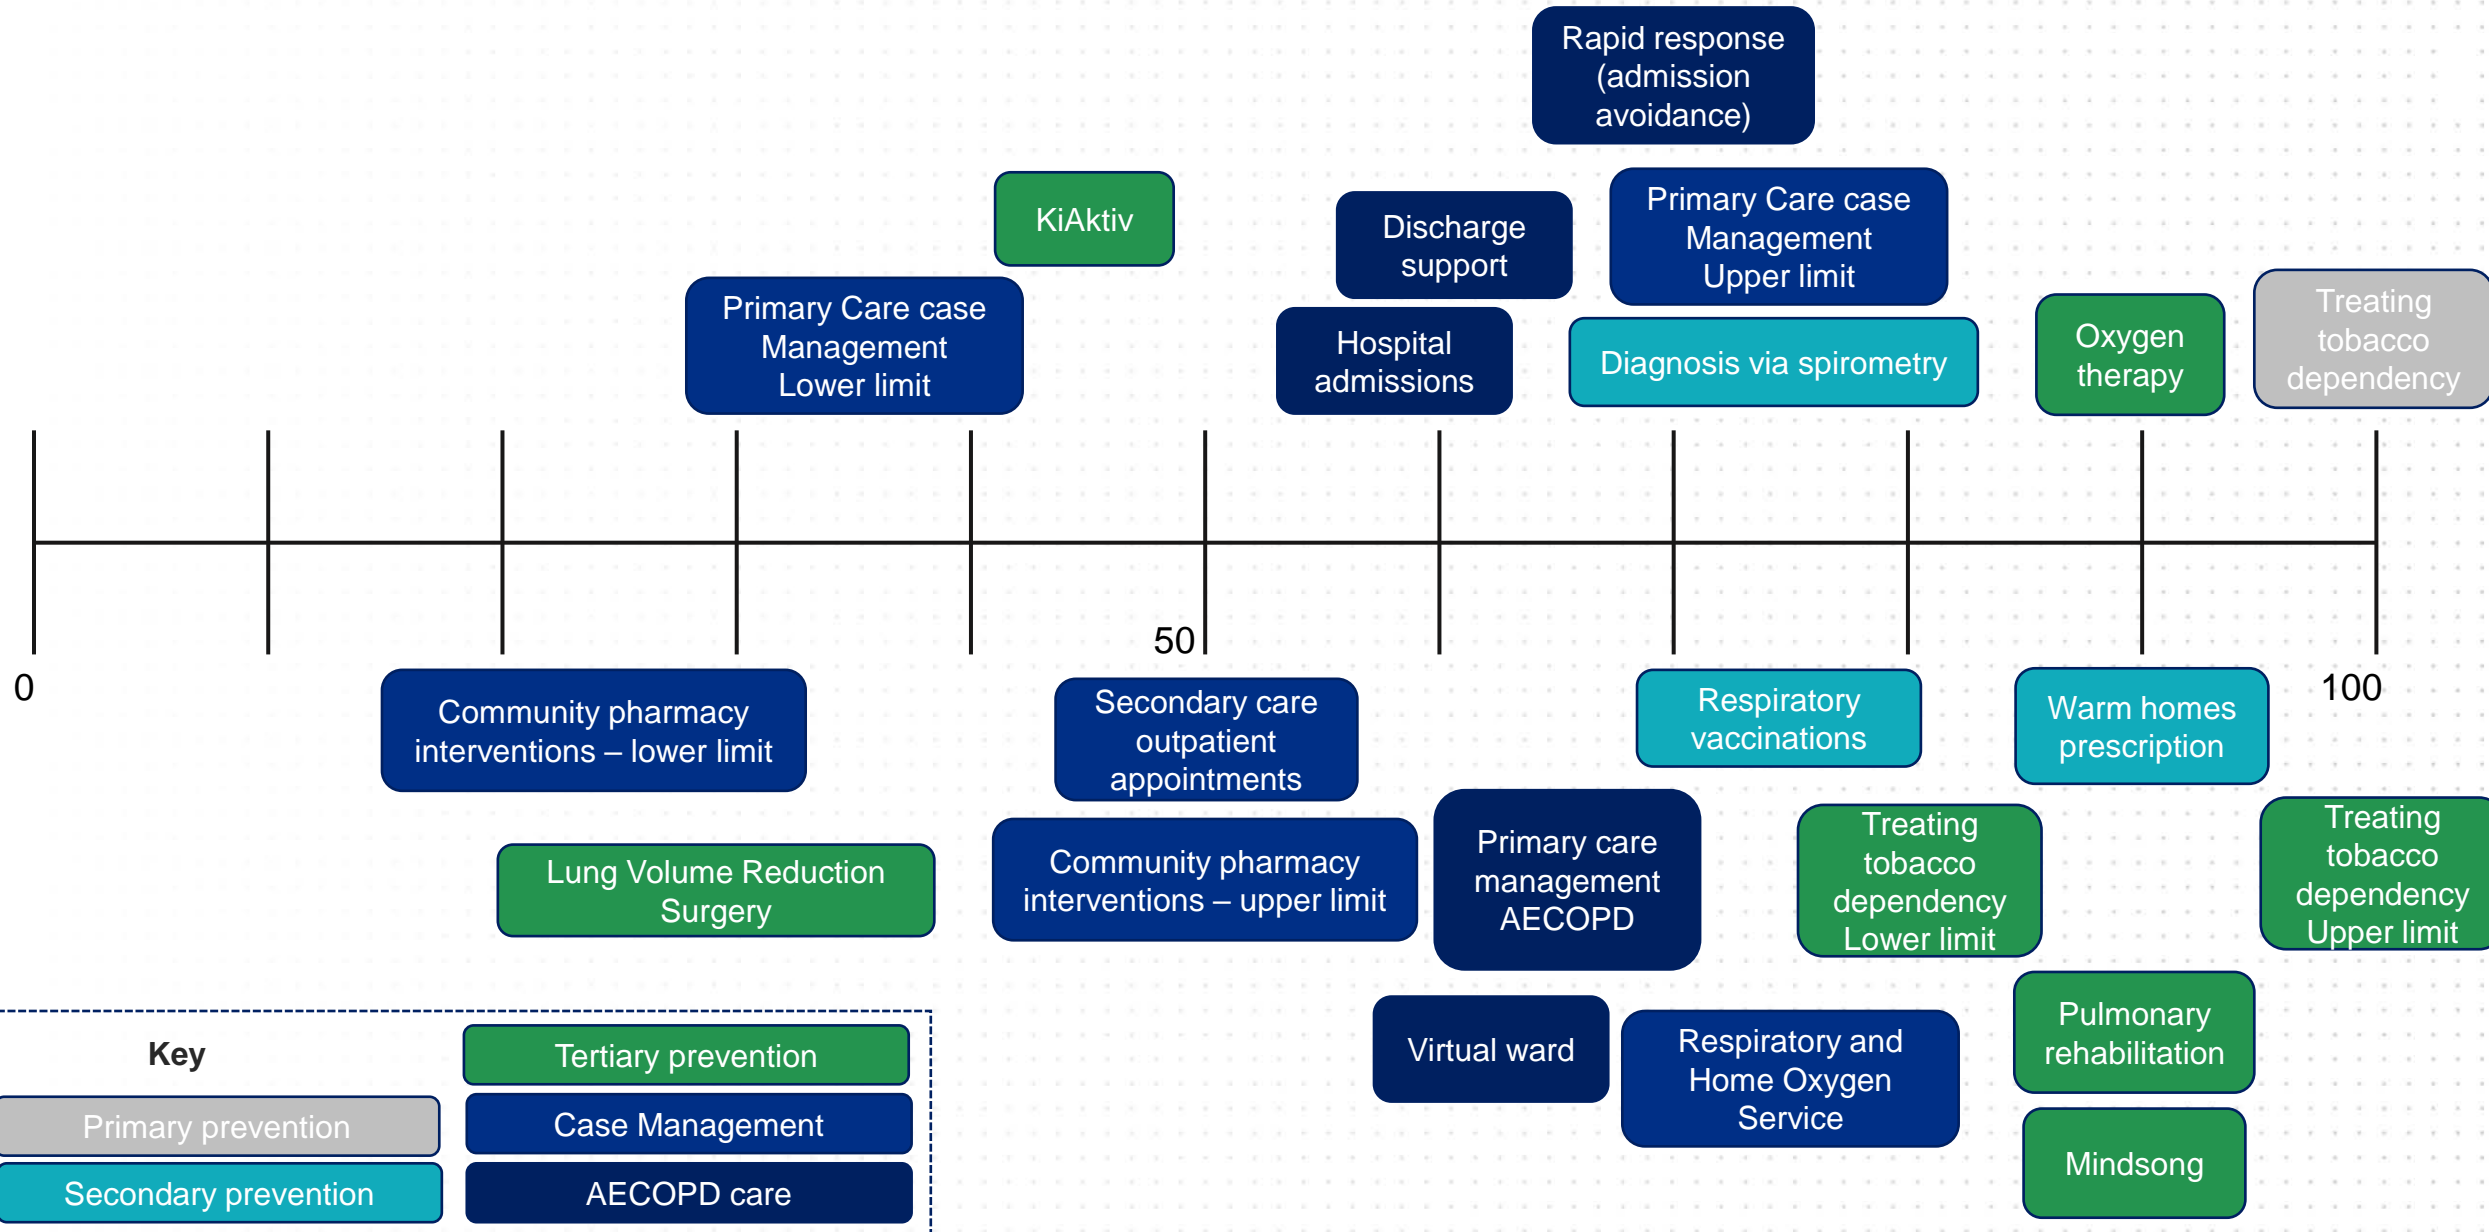 Rapid response
(admission
avoidance)
KiAktiv
Discharge
support
Primary Care case
Management
Upper limit
Primary Care case
Management
Lower limit
Hospital
admissions
Diagnosis via spirometry
Oxygen
therapy
Treating
tobacco
dependency
0
50
100
Community pharmacy
interventions – lower limit
Secondary care
outpatient
appointments
Respiratory
vaccinations
Warm homes
prescription
Lung Volume Reduction
Surgery
Community pharmacy
interventions – upper limit
Primary care
management
AECOPD
Treating
tobacco
dependency
Lower limit
Treating
tobacco
dependency
Upper limit
Virtual ward
Respiratory and
Home Oxygen
Service
Pulmonary
rehabilitation
Mindsong
Key
Tertiary prevention
Primary prevention
Case Management
Secondary prevention
AECOPD care